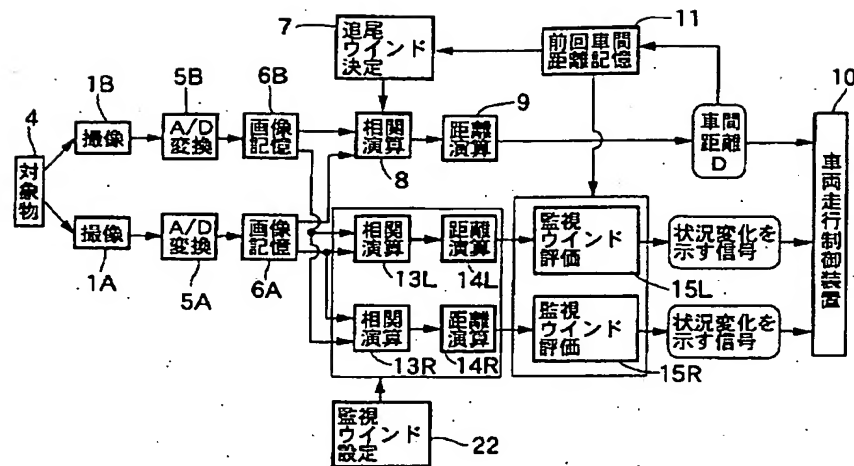 7
追尾
ウインド
決定
11
前回車間
距離記憶
10
4
1B
5B
6B
9
対象物
撮像
A/D
変換
画像
記憶
相関
演算
8
距離
演算
車間
距離
D
車両走行制御装置
撮像
1A
A/D
変換
5A
画像
記憶
6A
相関
演算
13L
距離
演算
14L
監視
ウインド
評価
15L
状況変化を
示す信号
相関
演算
13R
距離
演算
14R
監視
ウインド
評価
15R
状況変化を
示す信号
監視
ウインド
設定
22